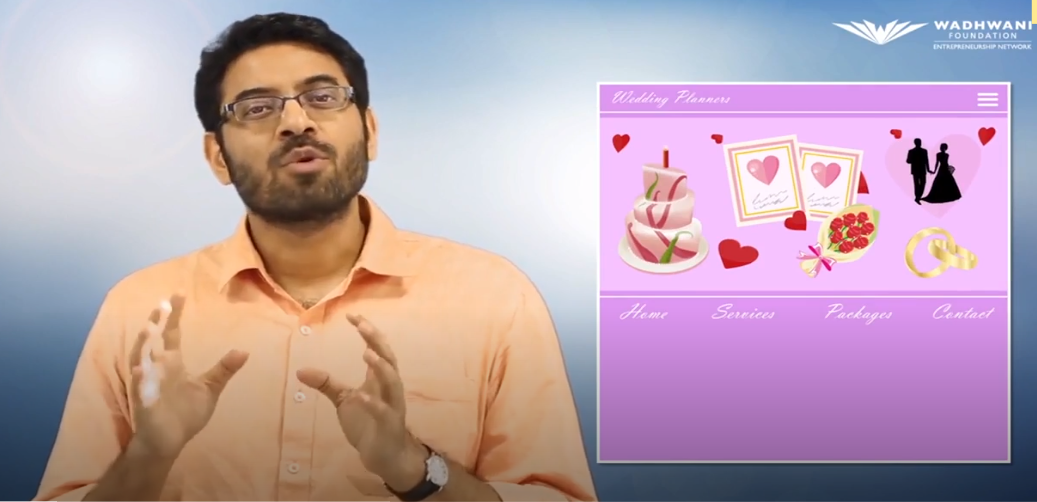 WADHWANI
FOUNDATION
ENTREPRENEURSHIP NETWORK
Wedding Planners
Home Services Packages Contact